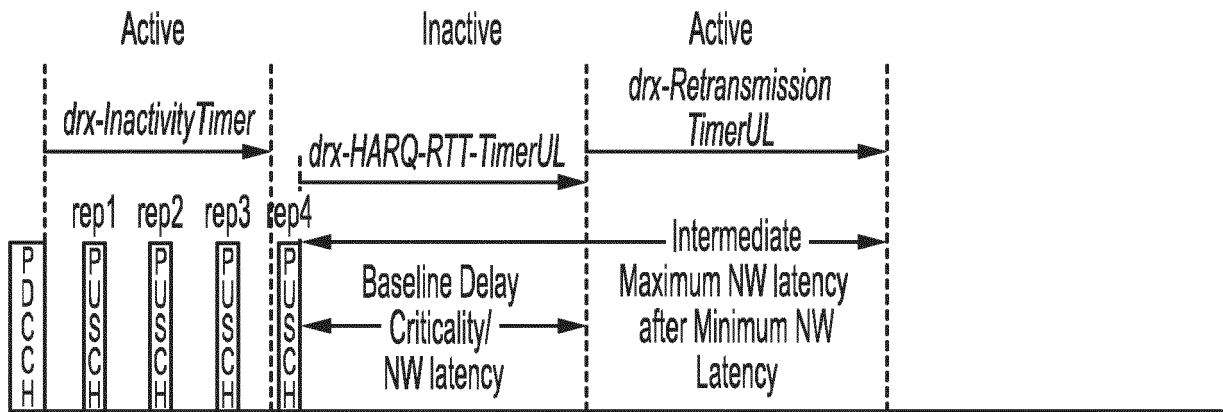 Active
Inactive
Active
drx-InactivityTimer
drx-HARQ-RTT-TimerUL
drx-Retransmission
TimerUL
rep1 rep2 rep3 rep4
PDCCH
PUSCH
PUSCH
PUSCH
PUSCH
Baseline Delay
Criticality/
NW latency
Intermediate
Maximum NW latency
after Minimum NW
Latency